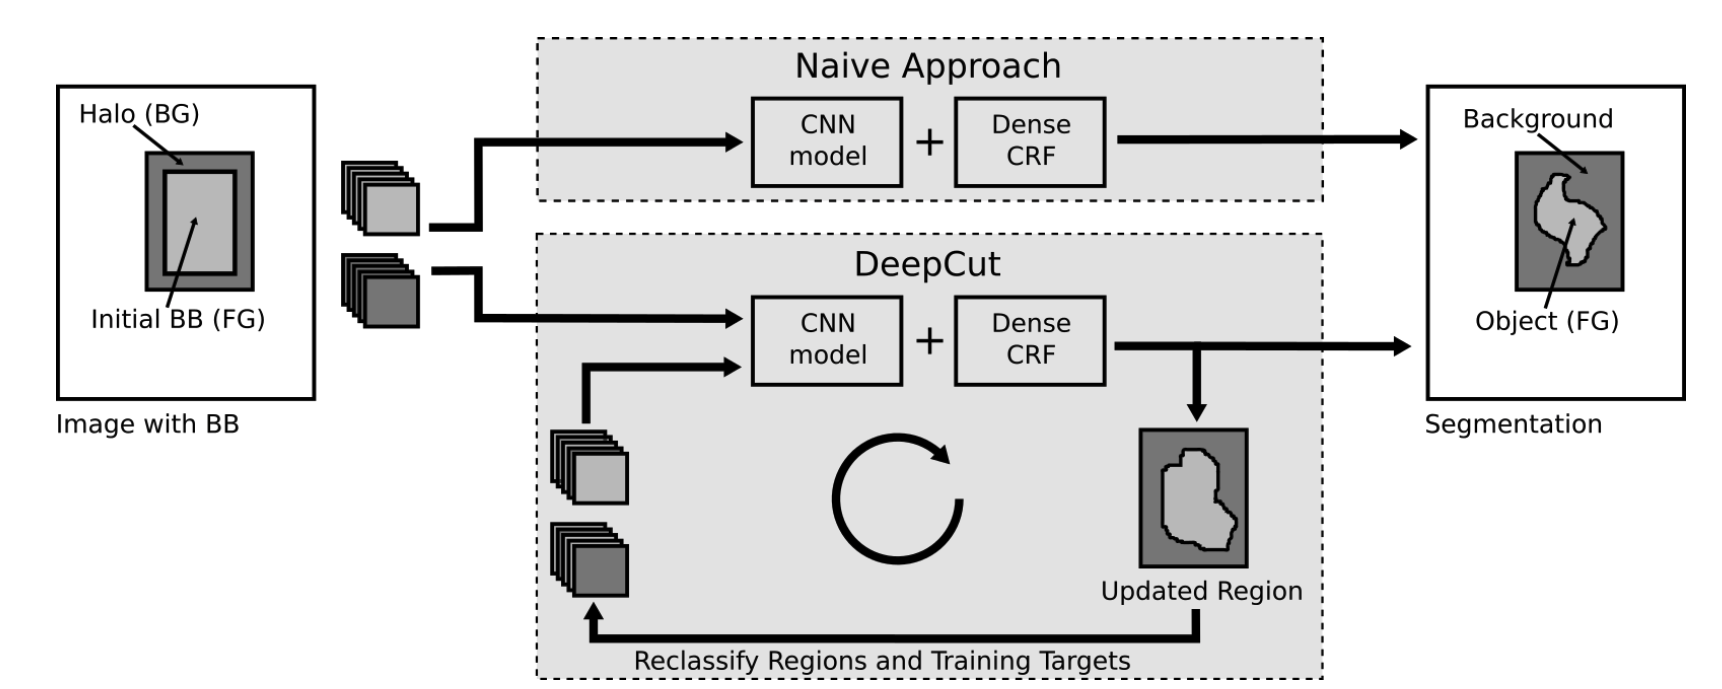 Halo (BG)
Initial BB (FG)
Image with BB
Naive Approach
CNN
model
+
Dense
CRF
DeepCut
CNN
model
+
Dense
CRF
Updated Region
Reclassify Regions and Training Targets
Background
Object (FG)
Segmentation